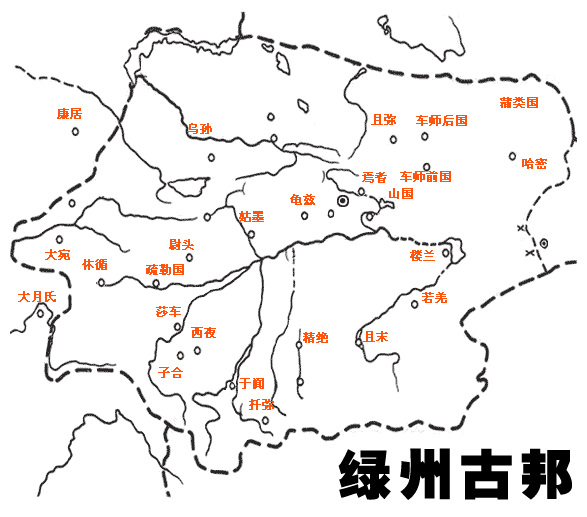 蒲类国
康居
且弥
车师后国
乌孙
哈密
焉耆
车师前国
山国
姑墨
龟兹
尉头
大宛
休循
疏勒国
楼兰
大月氏
若羌
莎车
西夜
精绝
且末
子合
于阗
扜弥
绿州古邦